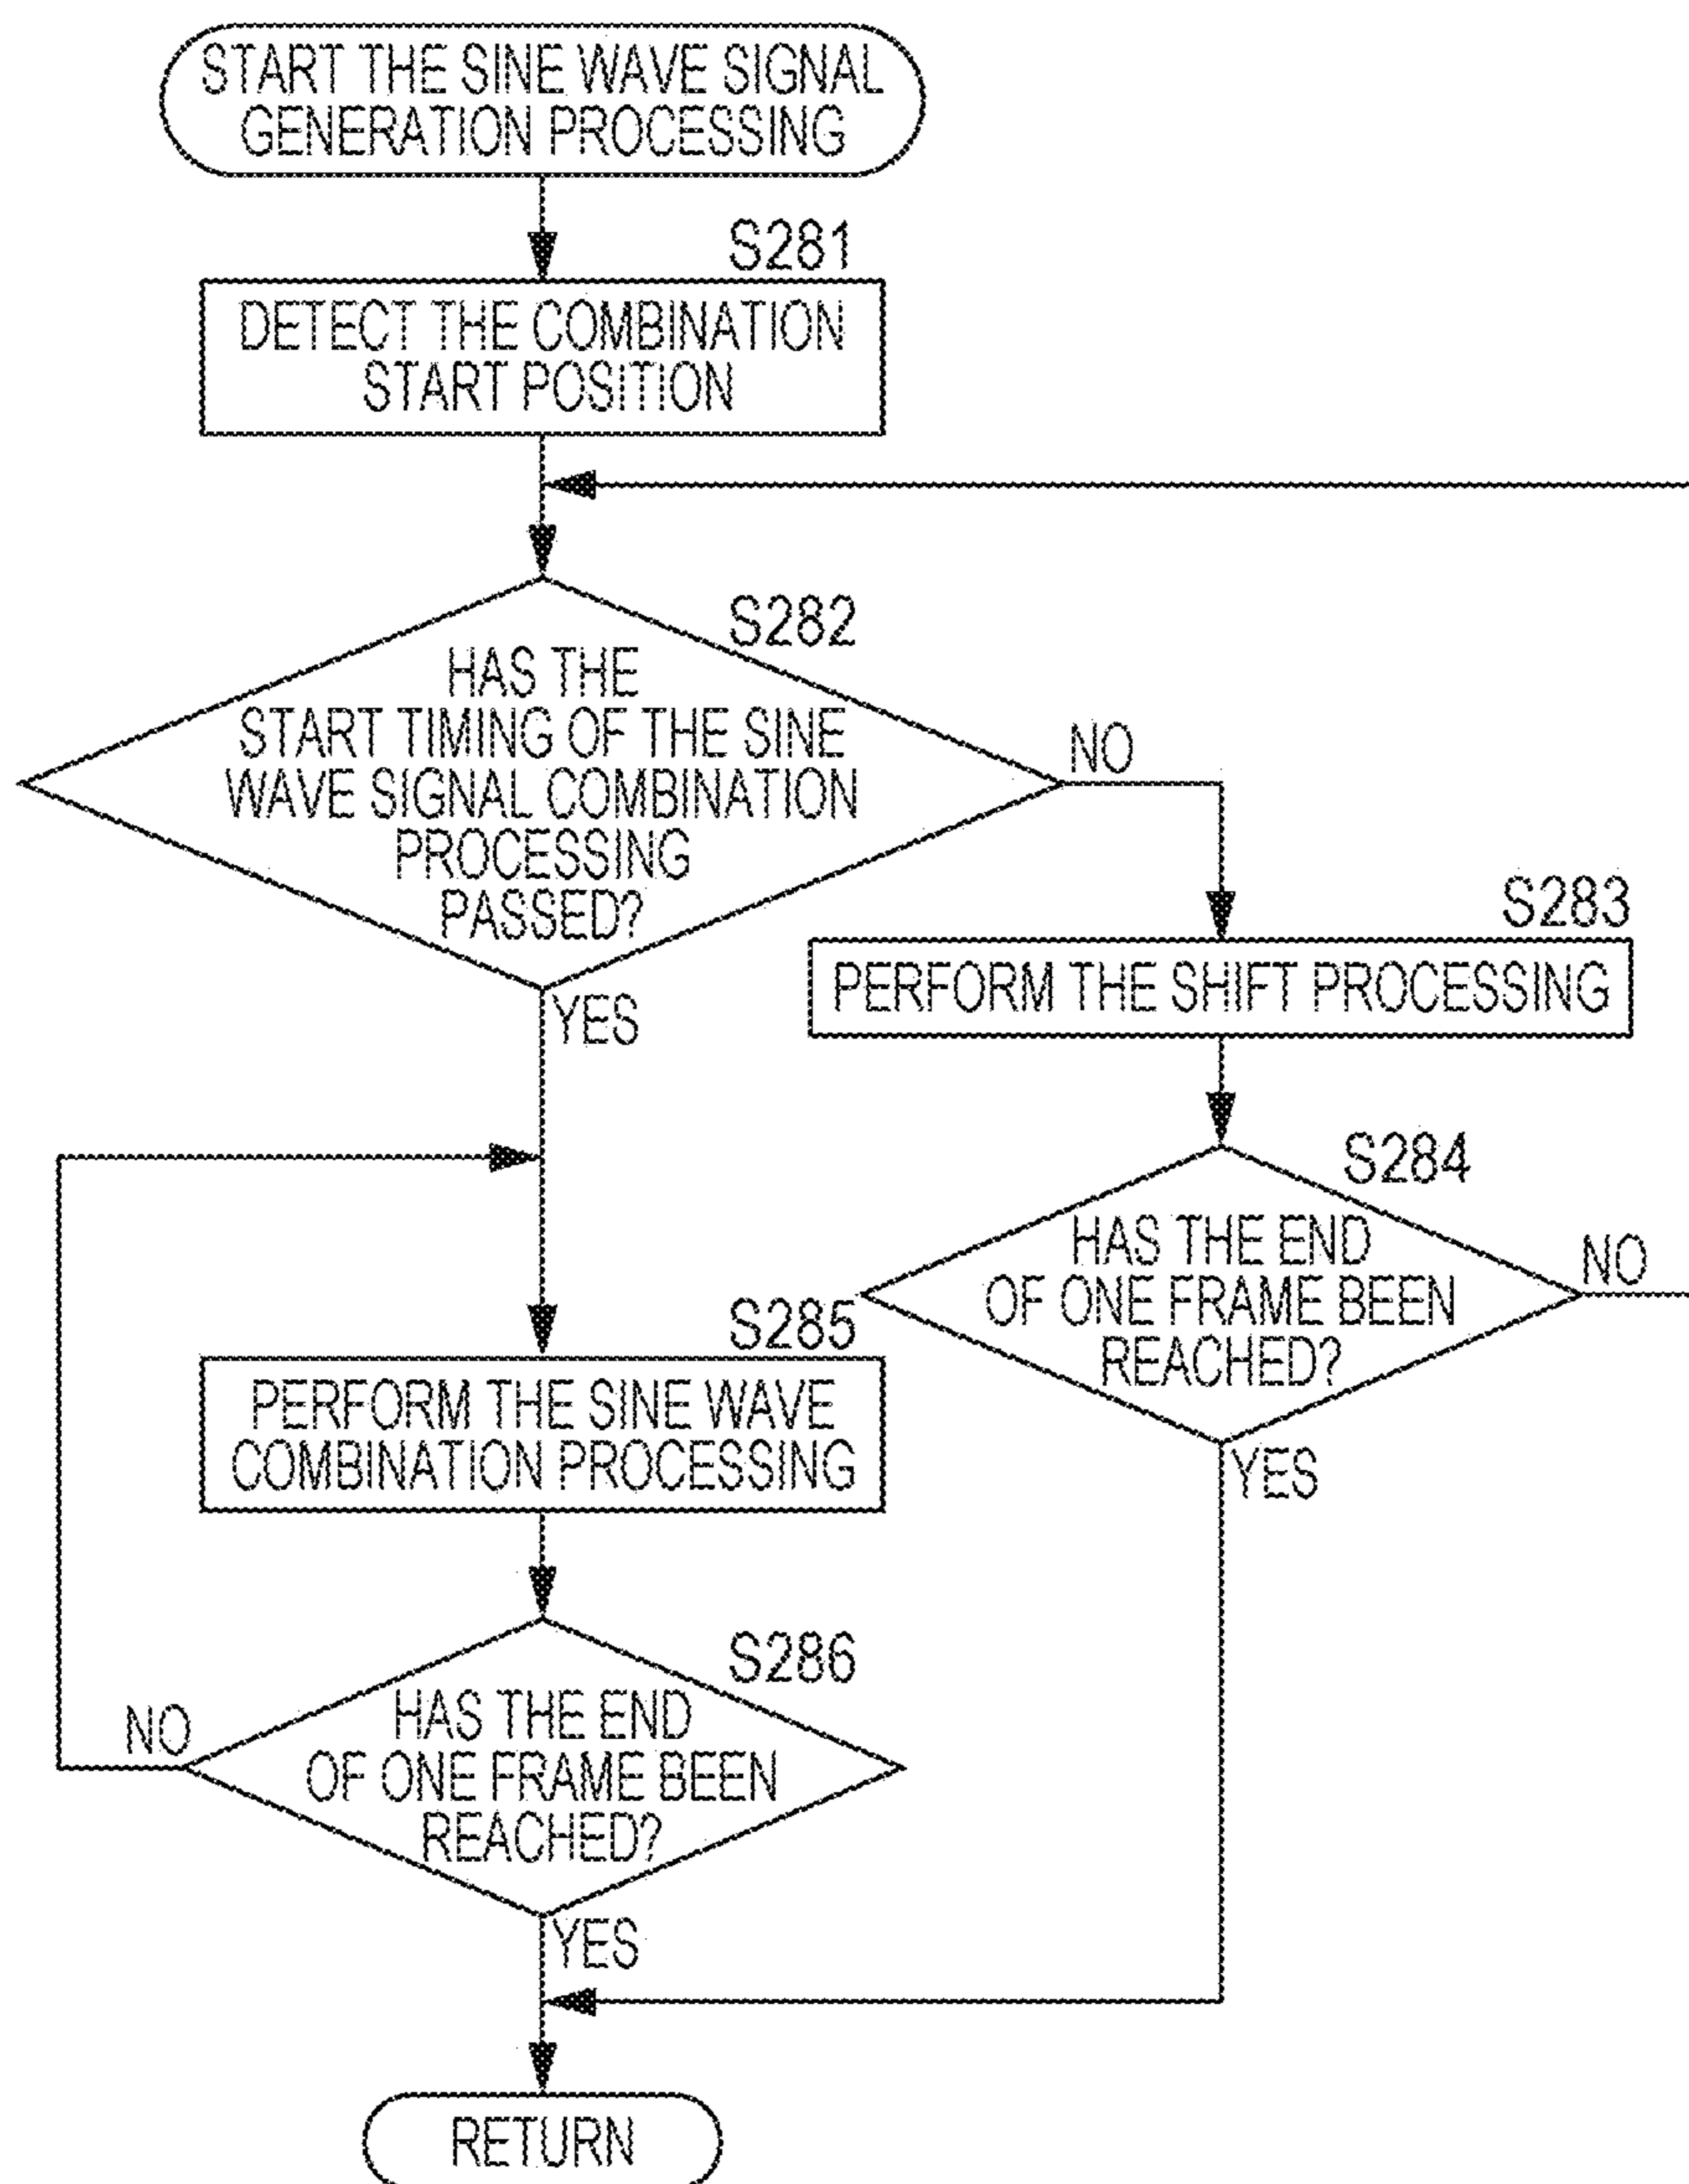 START THE SINE WAVE SIGNAL
GENERATION PROCESSING
S281
DETECT THE COMBINATION
START POSITION
S282
HAS THE
START TIMING OF THE SINE
WAVE SIGNAL COMBINATION
PROCESSING
PASSED?
NO
YES
S283
PERFORM THE SHIFT PROCESSING
S284
HAS THE END
OF ONE FRAME BEEN
REACHED?
NO
YES
S285
PERFORM THE SINE WAVE
COMBINATION PROCESSING
S286
HAS THE END
OF ONE FRAME BEEN
REACHED?
NO
YES
RETURN